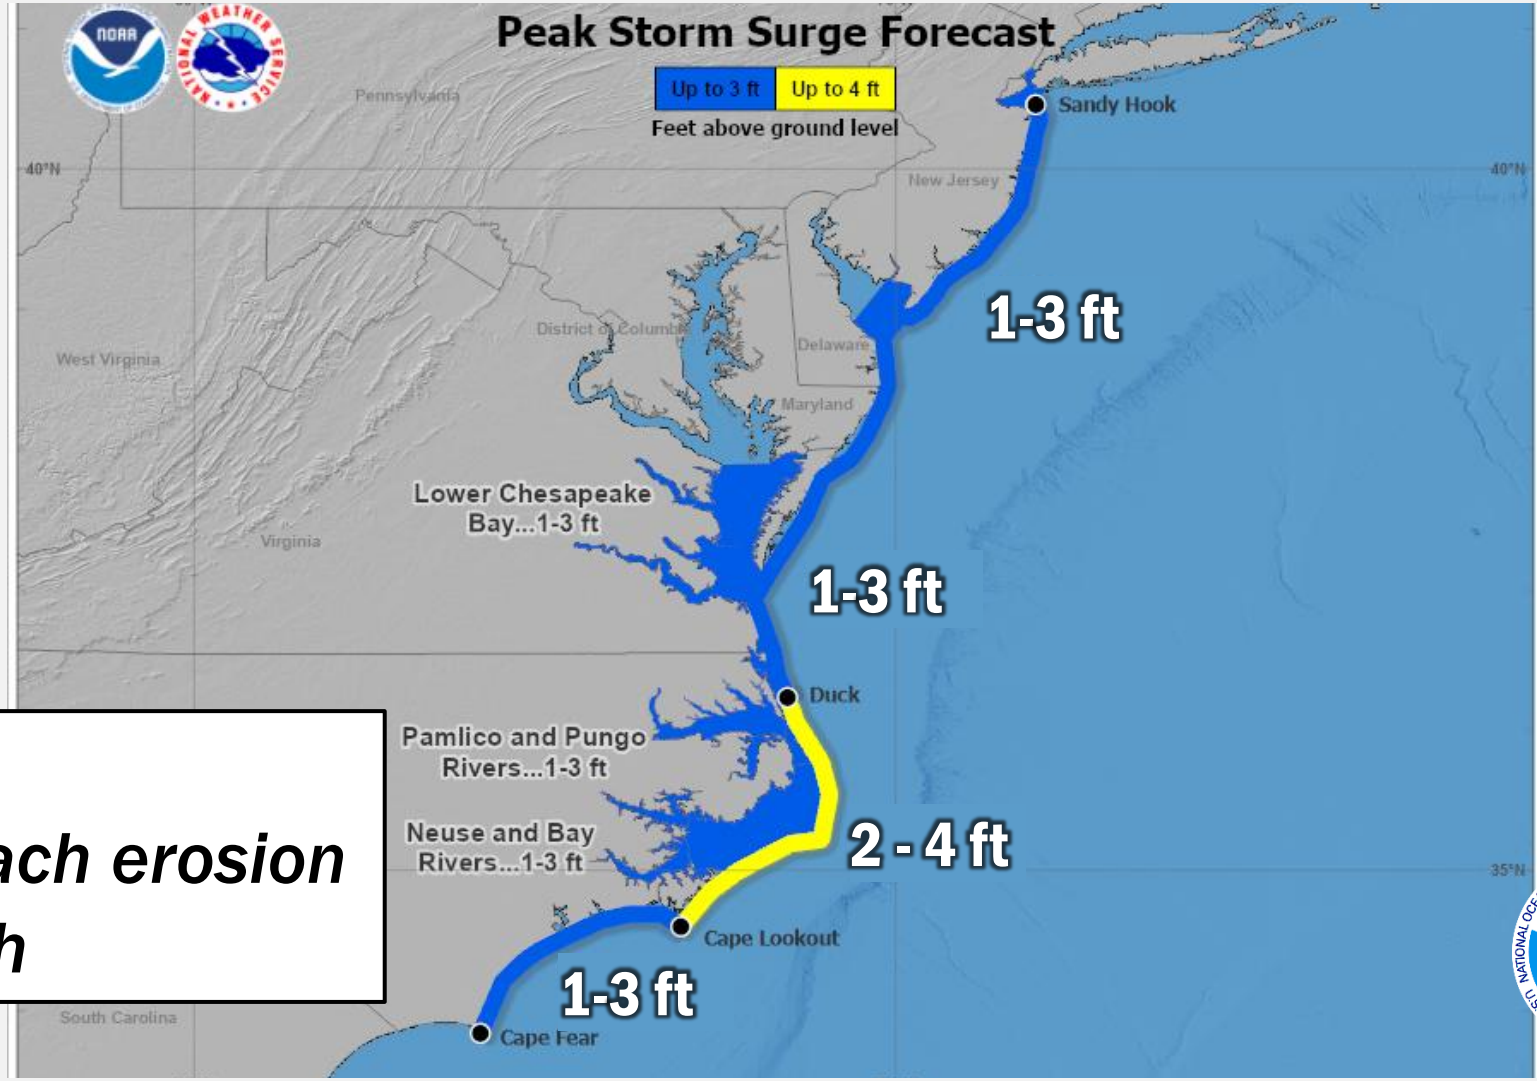 NOAA
NATIONAL WEATHER SERVICE
Peak Storm Surge Forecast
Up to 3 ft
Up to 4 ft
Feet above ground level
Pennsylvania
Sandy Hook
40°N
40°N
New Jersey
1-3 ft
District of Columb
Delaware
West Virginia
Maryland
Lower Chesapeake
Bay...1-3 ft
Virginia
1-3 ft
Duck
Pamlico and Pungo
Rivers...1-3 ft
Neuse and Bay
Rivers...1-3 ft
2 - 4 ft
ach erosion
h
35°N
Cape Lookout
1-3 ft
South Carolina
Cape Fear
NATIONAL OCE
U.S.